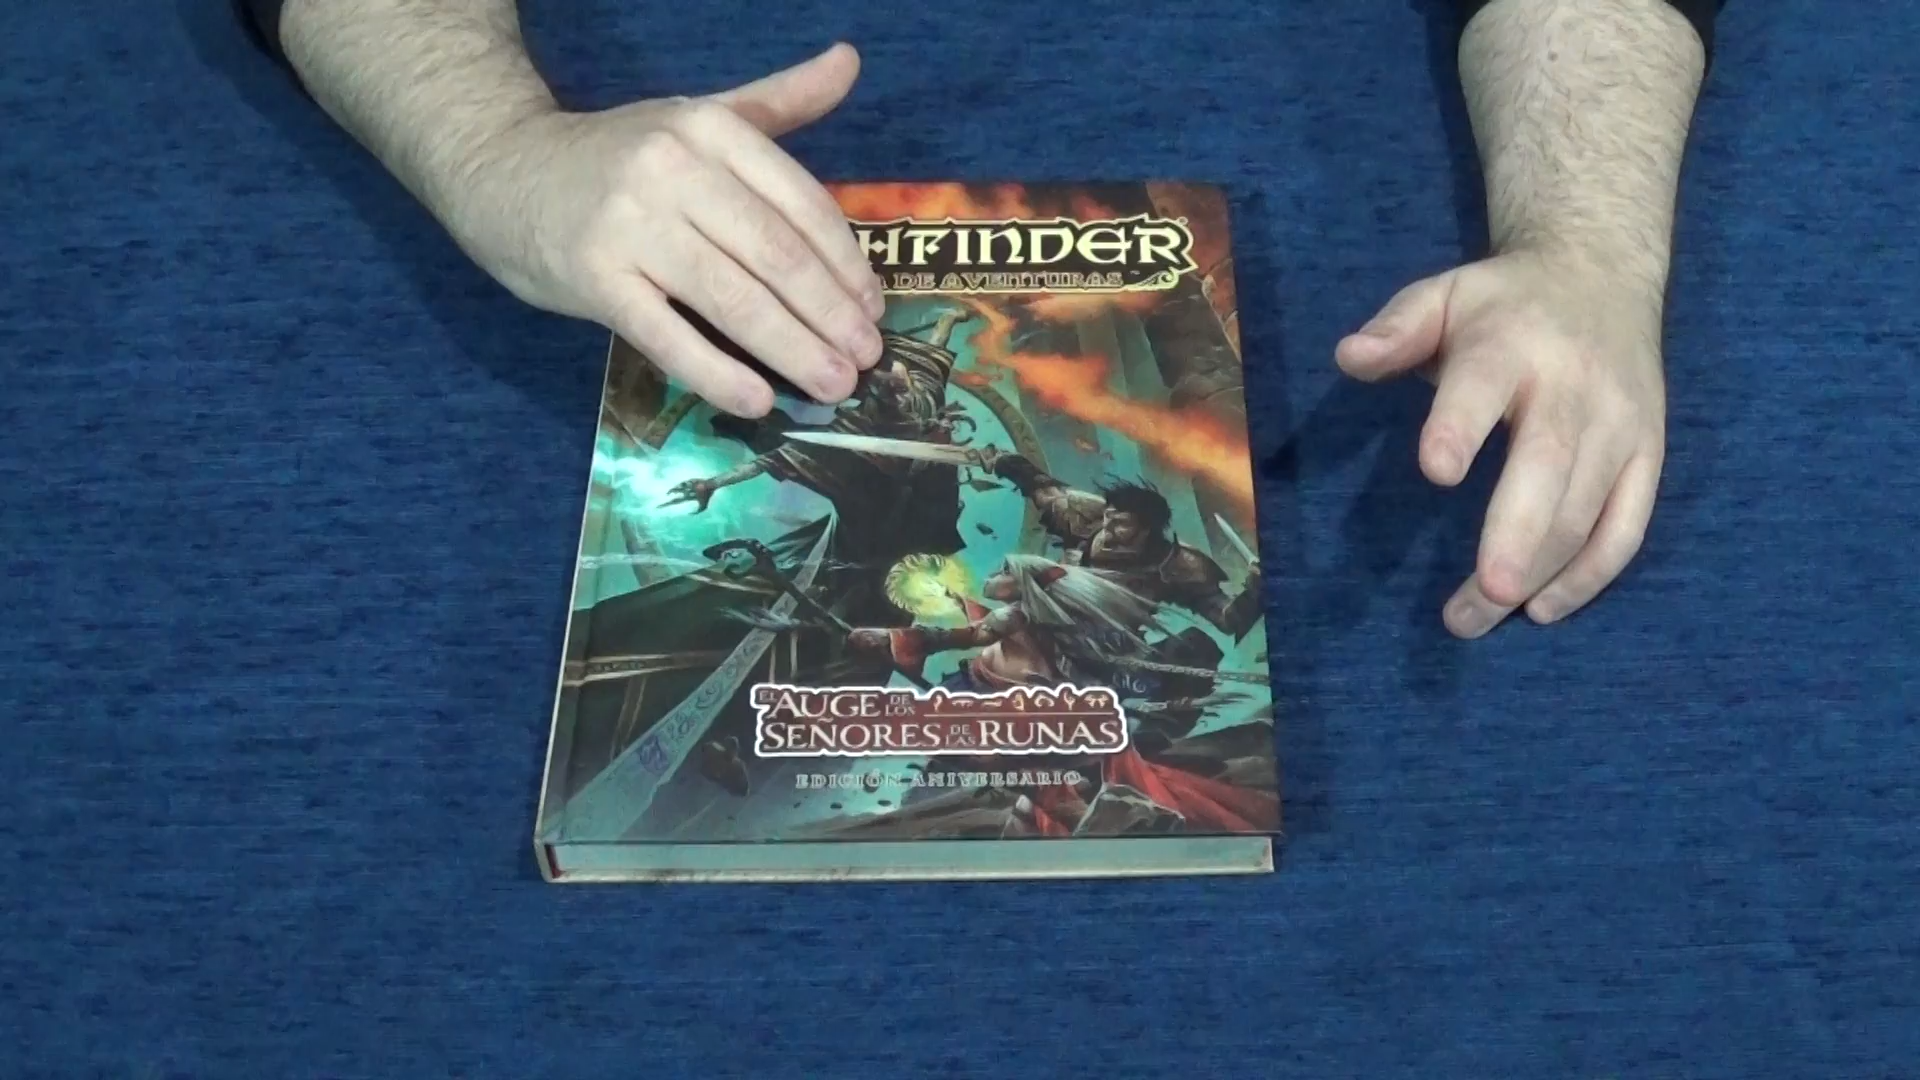 HFINDER
DE AVENTURAS
EL AUGE DE LOS
SEÑORES DE LAS RUNAS
EDICIÓN ANIVERSARIO